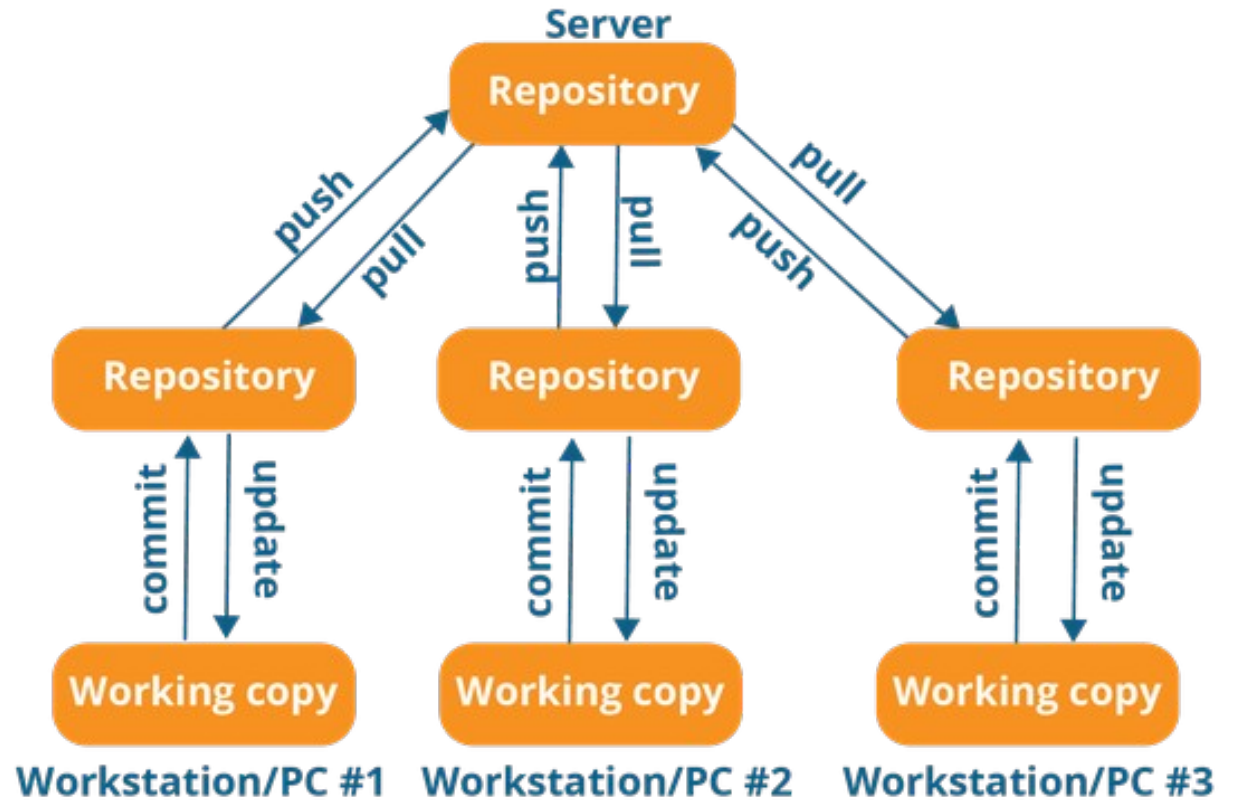 Server
Repository
push
pull
push
pull
push
pull
Repository
Repository
Repository
commit
update
commit
update
commit
update
Working copy
Working copy
Working copy
Workstation/PC #1
Workstation/PC #2
Workstation/PC #3